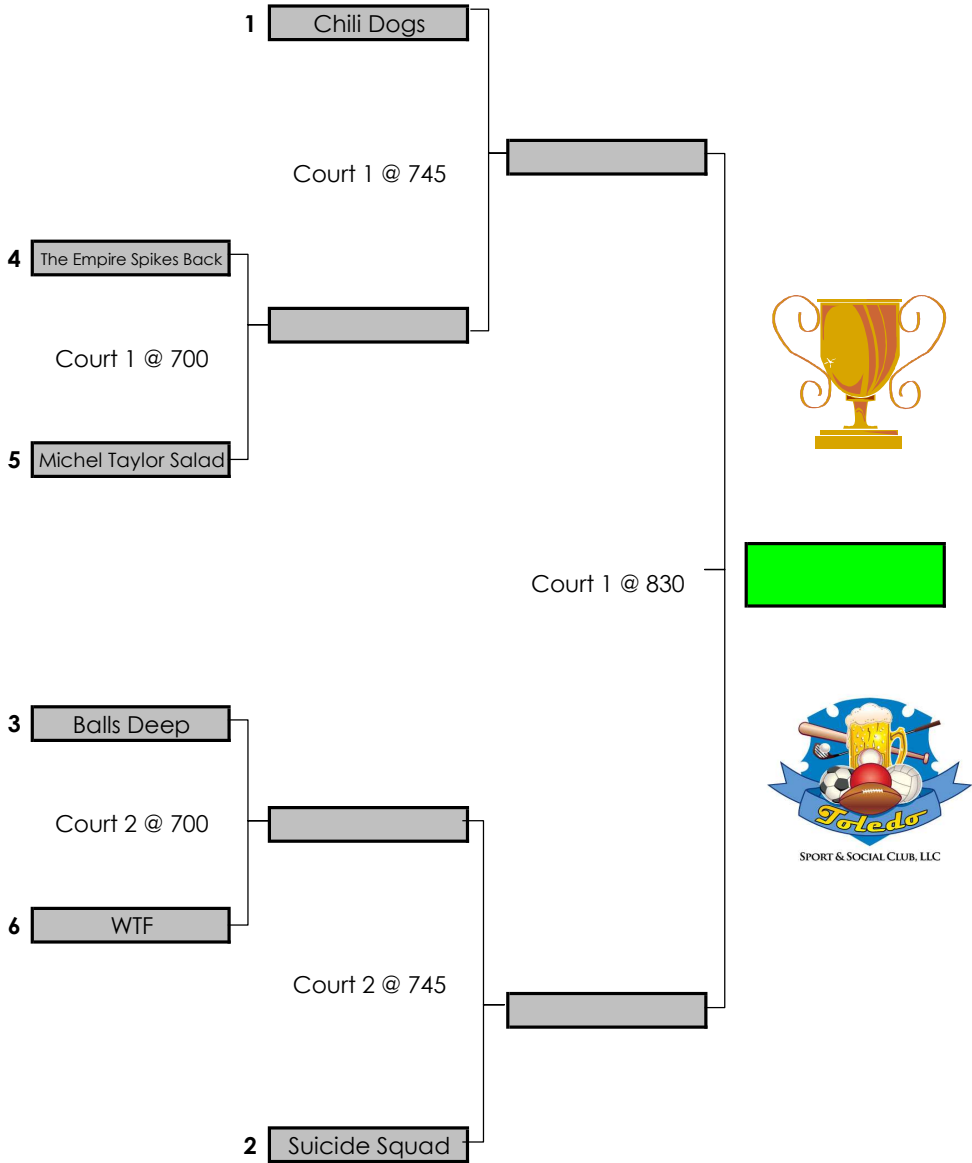 1 Chili Dogs
Court 1 @ 745
4 The Empire Spikes Back
Court 1 @ 700
5 Michel Taylor Salad
Court 1 @ 830
3 Balls Deep
Court 2 @ 700
6 WTF
Court 2 @ 745
2 Suicide Squad
Toledo
SPORT & SOCIAL CLUB, LLC